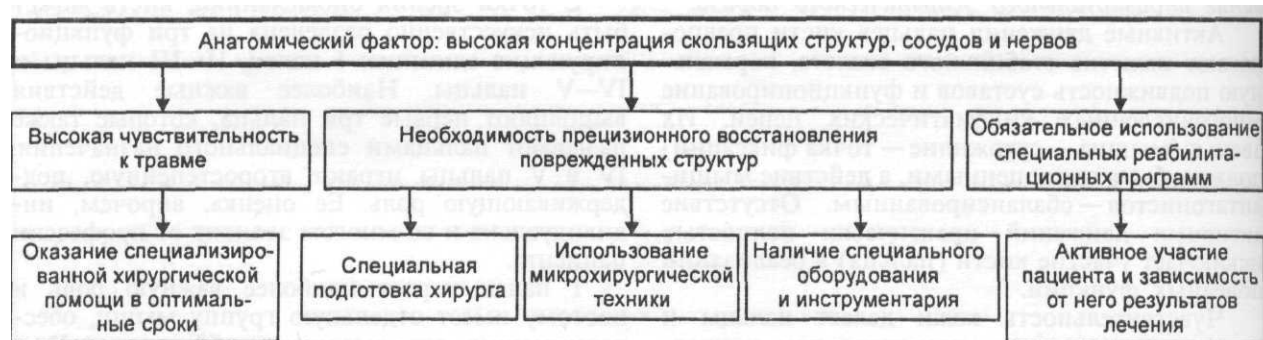 Анатомический фактор: высокая концентрация скользящих структур, сосудов и нервов
Высокая чувствительность
к травме
Необходимость прецизионного восстановления
поврежденных структур
Обязательное использование
специальных реабилита-
ционных программ
Оказание специализиро-
ванной хирургической
помощи в оптималь-
ные сроки
Специальная
подготовка хирурга
Использование
микрохирургической
техники
Наличие специального
оборудования
и инструментария
Активное участие
пациента и зависимость
от него результатов
лечения